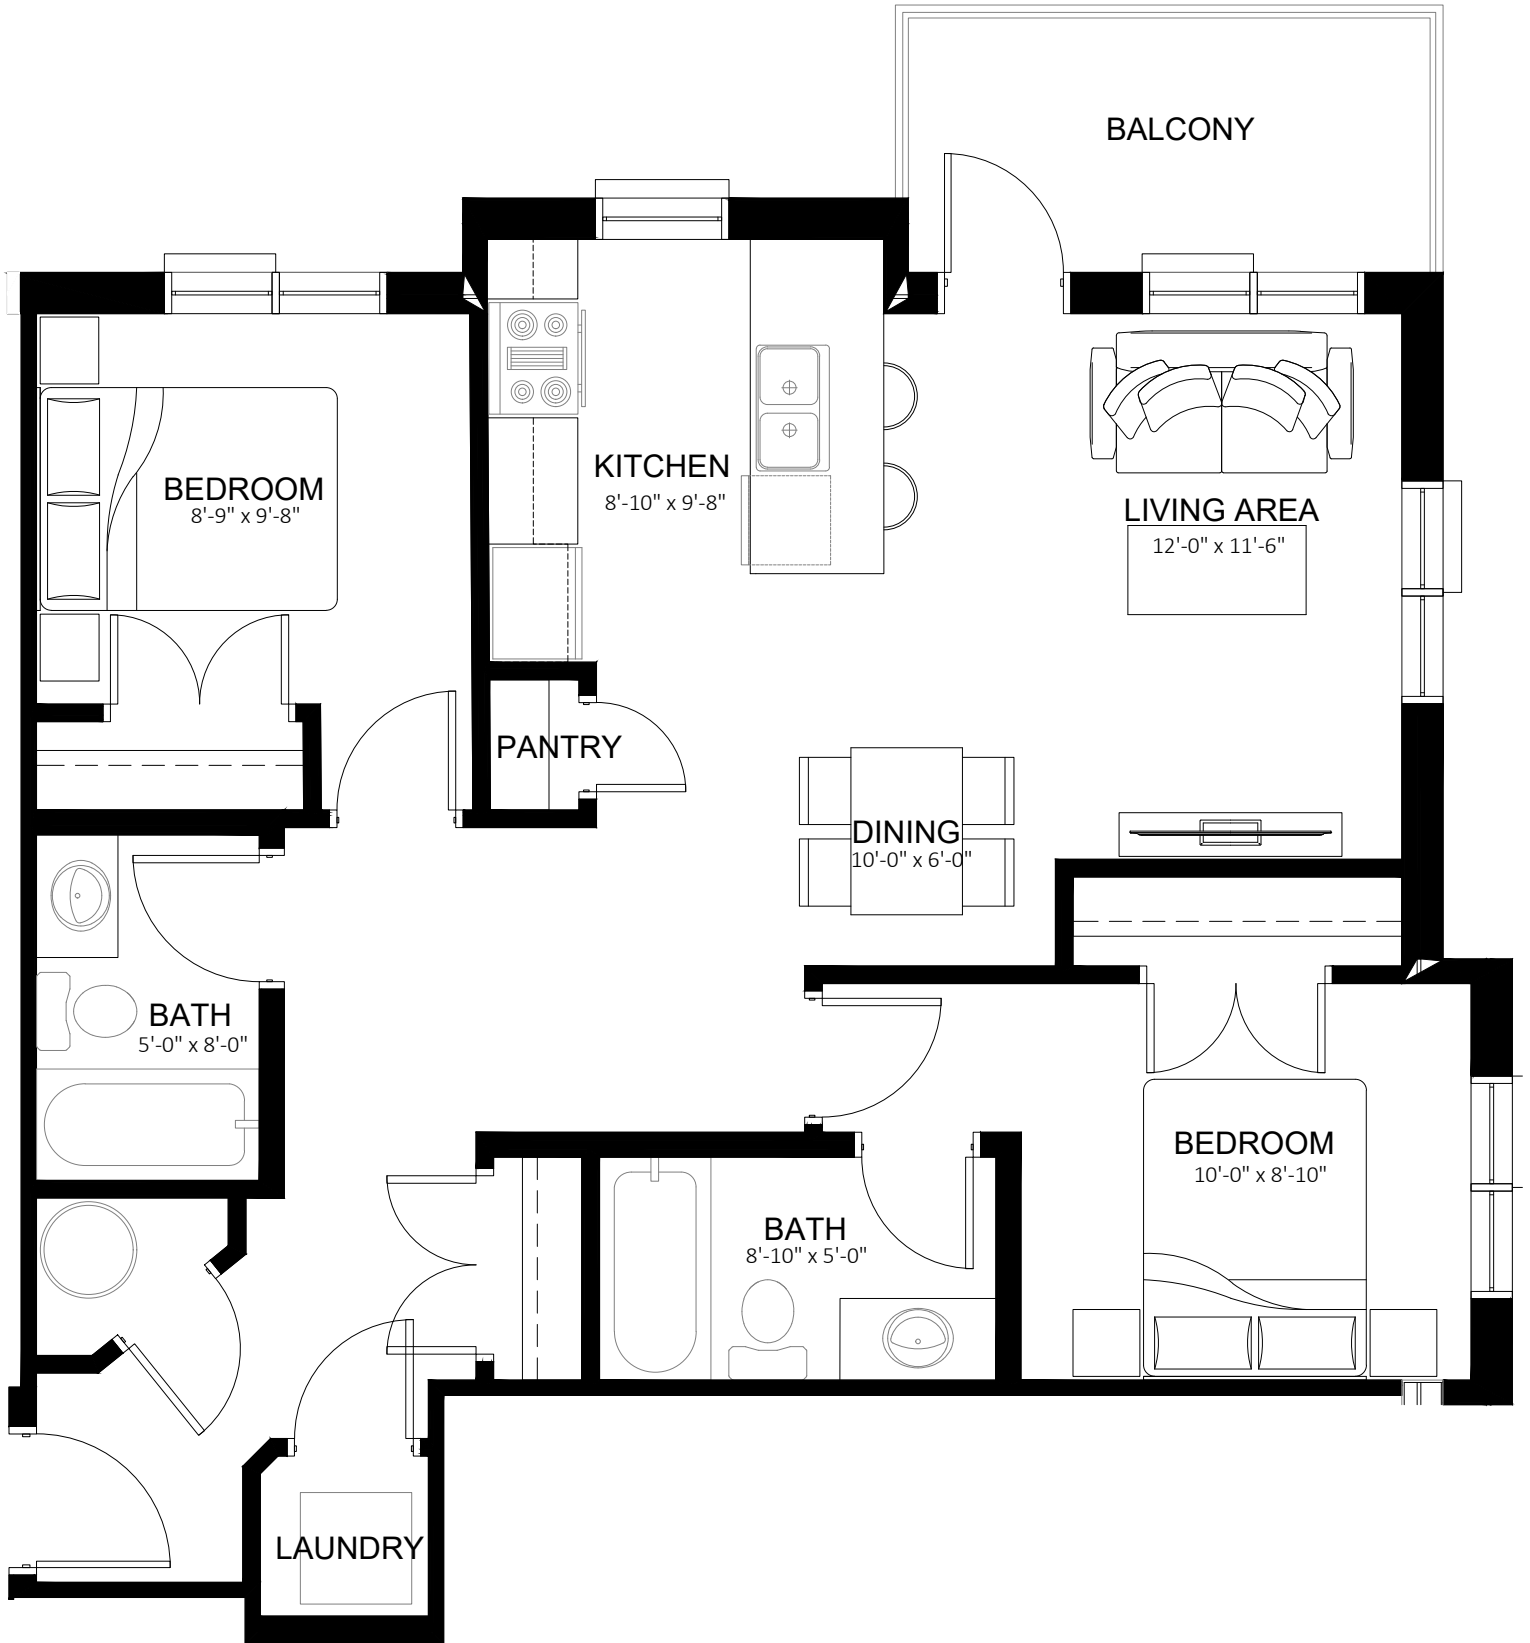 BALCONY
KITCHEN
8'-10" x 9'-8"
BEDROOM
8'-9" x 9'-8"
LIVING AREA
12'-0" x 11'-6"
PANTRY
DINING
10'-0" x 6'-0"
BATH
5'-0" x 8'-0"
BEDROOM
10'-0" x 8'-10"
BATH
8'-10" x 5'-0"
LAUNDRY